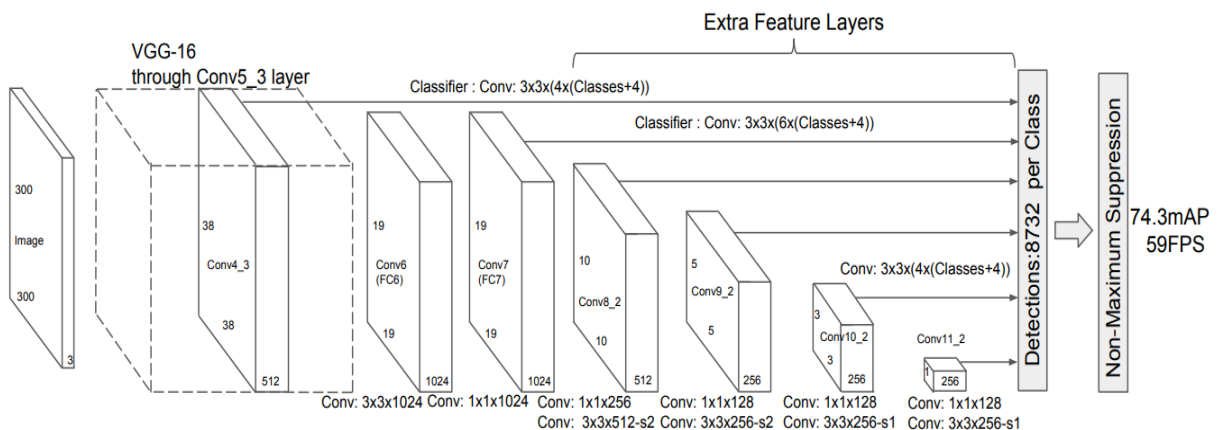 Extra Feature Layers
VGG-16
through Conv5_3 layer
Classifier : Conv: 3x3x(4x(Classes+4))
Classifier : Conv: 3x3x(6x(Classes+4))
300
Image
300
3
38
Conv4_3
38
512
19
Conv6
(FC6)
19
1024
19
Conv7
(FC7)
19
1024
10
Conv8_2
10
512
5
Conv9_2
5
256
Conv: 3x3x(4x(Classes+4))
3
Conv10_2
3
256
Conv11_2
1
256
Detections:8732 per Class
Non-Maximum Suppression
74.3mAP
59FPS
Conv: 3x3x1024
Conv: 1x1x1024
Conv: 1x1x256
Conv: 3x3x512-s2
Conv: 1x1x128
Conv: 3x3x256-s2
Conv: 1x1x128
Conv: 3x3x256-s1
Conv: 1x1x128
Conv: 3x3x256-s1